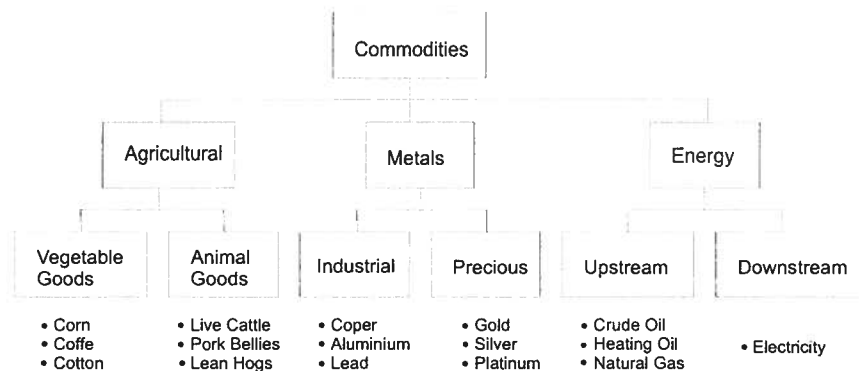 Commodities
Agricultural
Metals
Energy
Vegetable
Goods
Animal
Goods
Industrial
Precious
Upstream
Downstream
• Corn
• Coffe
• Cotton
• Live Cattle
• Pork Bellies
• Lean Hogs
• Coper
• Aluminium
• Lead
• Gold
• Silver
• Platinum
• Crude Oil
• Heating Oil
• Natural Gas
• Electricity